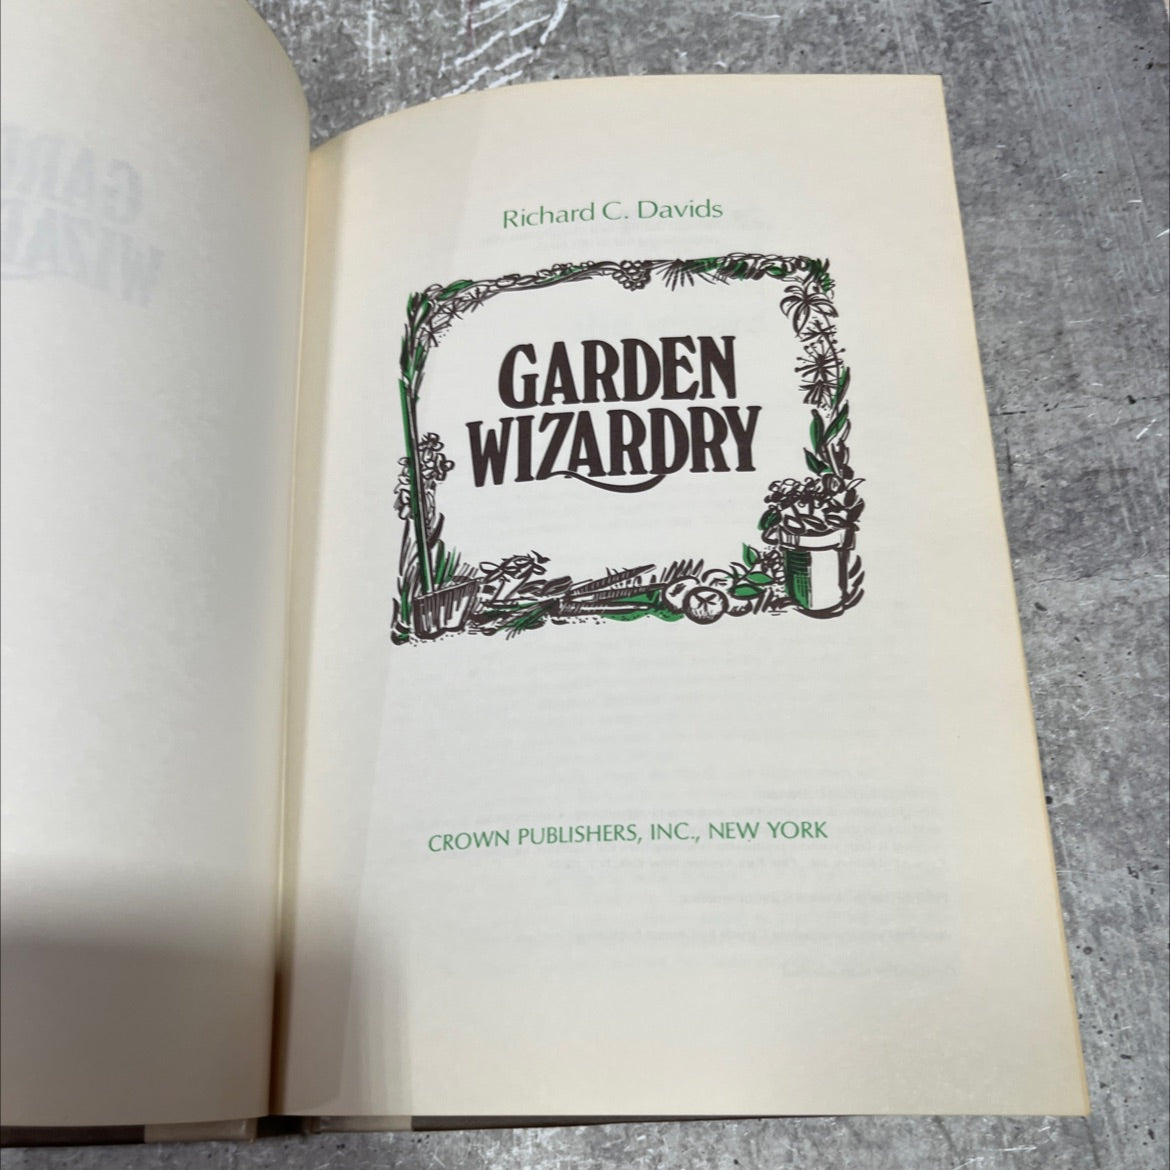 Richard C. Davids
GARDEN
WIZARDRY
CROWN PUBLISHERS, INC., NEW YORK